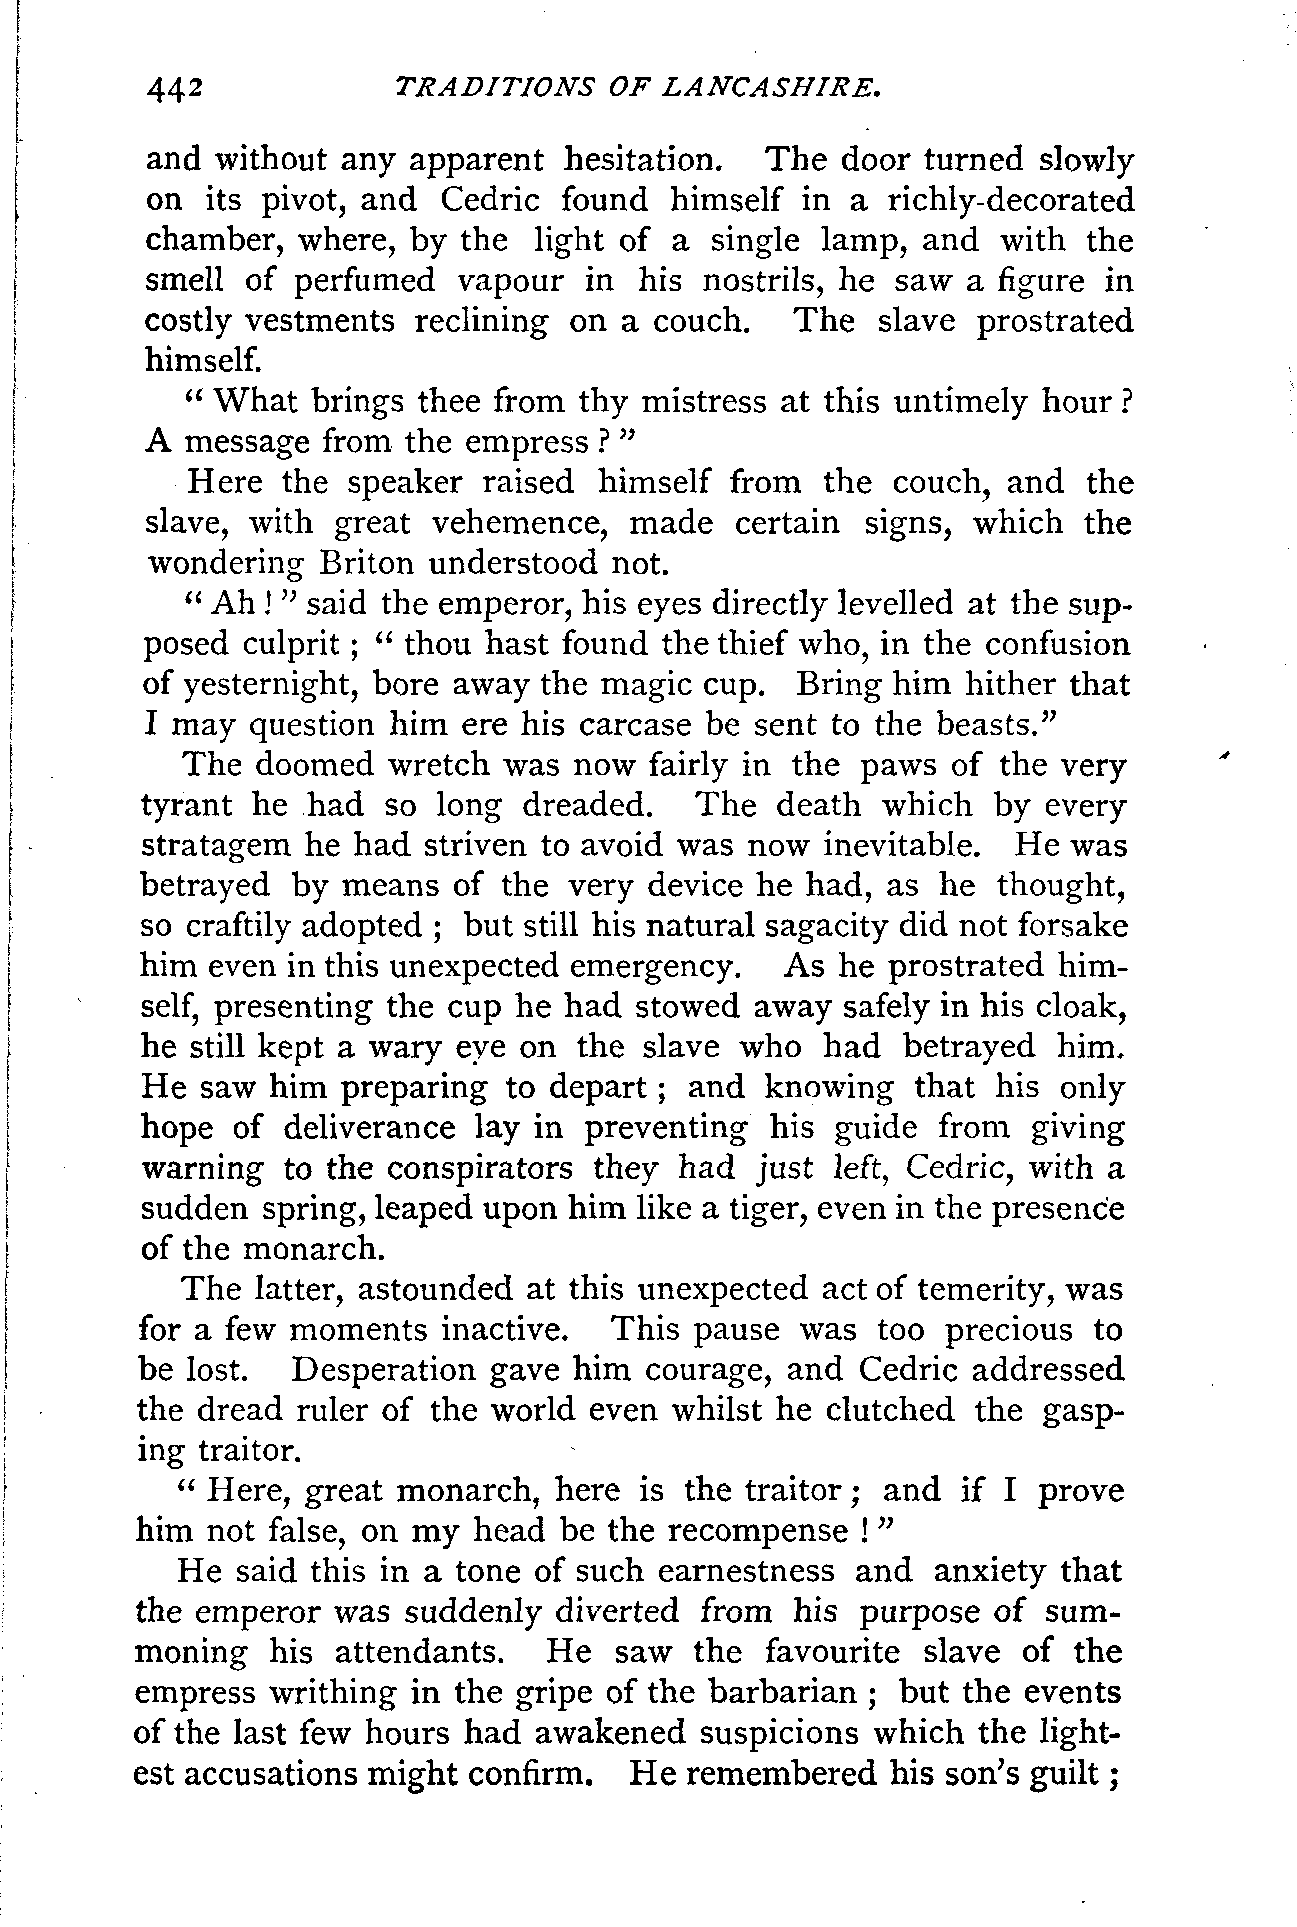 442 TRADITIONS OF LANCASHIRE.
and without any apparent hesitation. The door turned slowly
on its pivot, and Cedric found himself in a richly-decorated
chamber, where, by the light of a single lamp, and with the
smell of perfumed vapour in his nostrils, he saw a figure in
costly vestments reclining on a couch. The slave prostrated
himself.
“ What brings thee from thy mistress at this untimely hour ?
A message from the empress ? ”
Here the speaker raised himself from the couch, and the
slave, with great vehemence, made certain signs, which the
wondering Briton understood not.
“ Ah ! ” said the emperor, his eyes directly levelled at the sup-
posed culprit ; “ thou hast found the thief who, in the confusion
of yesternight, bore away the magic cup. Bring him hither that
I may question him ere his carcase be sent to the beasts.”
The doomed wretch was now fairly in the paws of the very
tyrant he had so long dreaded. The death which by every
stratagem he had striven to avoid was now inevitable. He was
betrayed by means of the very device he had, as he thought,
so craftily adopted ; but still his natural sagacity did not forsake
him even in this unexpected emergency. As he prostrated him-
self, presenting the cup he had stowed away safely in his cloak,
he still kept a wary eye on the slave who had betrayed him.
He saw him preparing to depart ; and knowing that his only
hope of deliverance lay in preventing his guide from giving
warning to the conspirators they had just left, Cedric, with a
sudden spring, leaped upon him like a tiger, even in the presence
of the monarch.
The latter, astounded at this unexpected act of temerity, was
for a few moments inactive. This pause was too precious to
be lost. Desperation gave him courage, and Cedric addressed
the dread ruler of the world even whilst he clutched the gasp-
ing traitor.
“ Here, great monarch, here is the traitor ; and if I prove
him not false, on my head be the recompense ! ”
He said this in a tone of such earnestness and anxiety that
the emperor was suddenly diverted from his purpose of sum-
moning his attendants. He saw the favourite slave of the
empress writhing in the gripe of the barbarian ; but the events
of the last few hours had awakened suspicions which the light-
est accusations might confirm. He remembered his son’s guilt ;